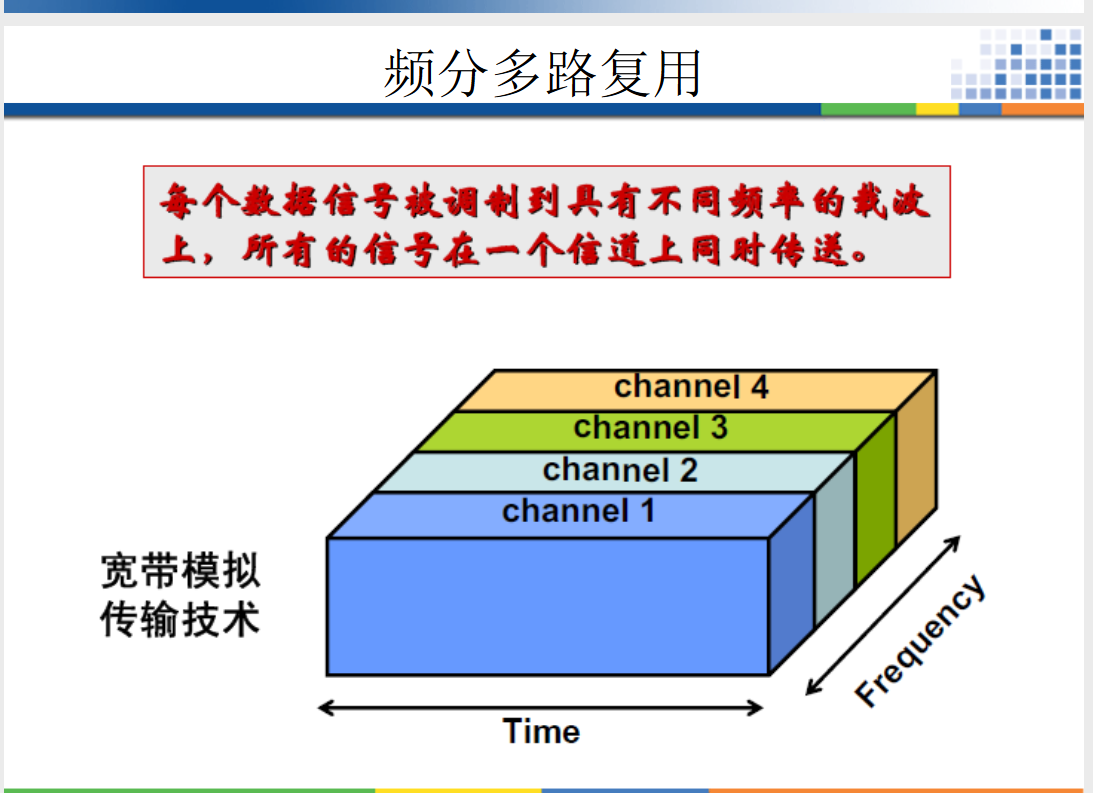 频分多路复用
每个数据信号被调制到具有不同频率的载波
上，所有的信号在一个信道上同时传送。
channel 4
channel 3
channel 2
channel 1
宽带模拟
传输技术
Frequency
Time